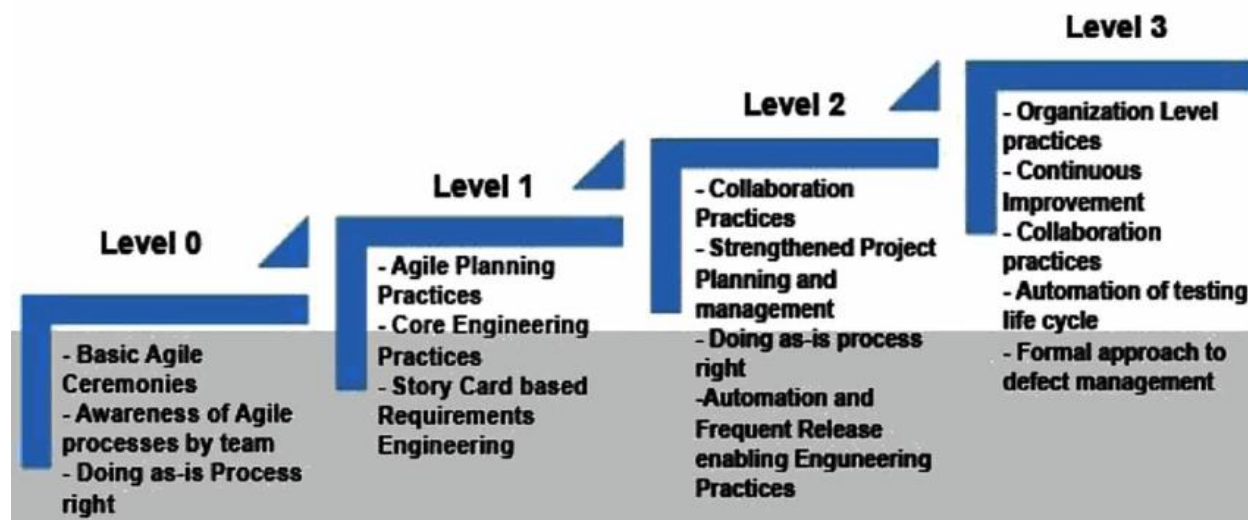 Level 0
- Basic Agile
Ceremonies
- Awareness of Agile
processes by team
- Doing as-is Process
right
Level 1
- Agile Planning
Practices
- Core Engineering
Practices
- Story Card based
Requirements
Engineering
Level 2
- Collaboration
Practices
- Strengthened Project
Planning and
management
- Doing as-is process
right
-Automation and
Frequent Release
enabling Enguneering
Practices
Level 3
- Organization Level
practices
- Continuous
Improvement
- Collaboration
practices
- Automation of testing
life cycle
- Formal approach to
defect management